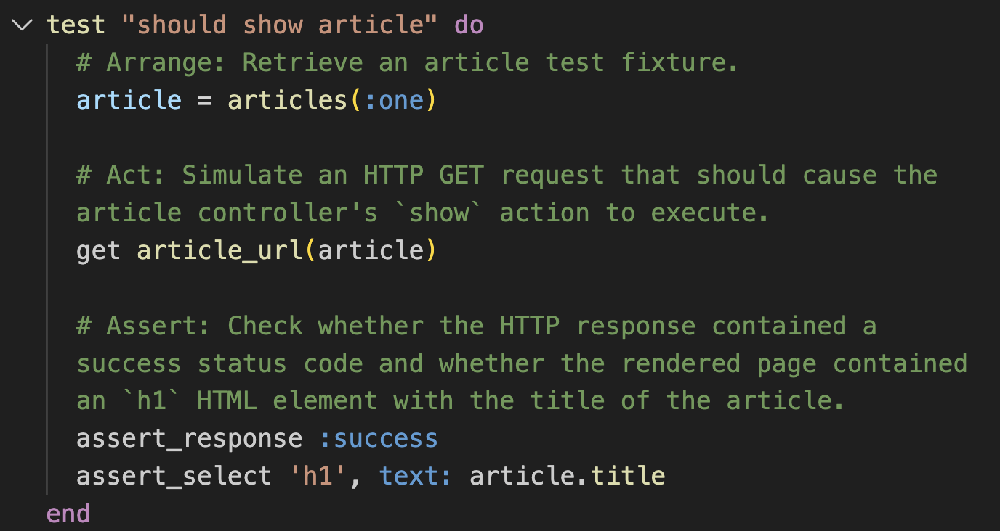 test "should show article" do
# Arrange: Retrieve an article test fixture.
article = articles(:one)
# Act: Simulate an HTTP GET request that should cause the
article controller's `show` action to execute.
get article_url(article)
# Assert: Check whether the HTTP response contained a
success status code and whether the rendered page contained
an `h1` HTML element with the title of the article.
assert_response :success
assert_select 'h1', text: article.title
end